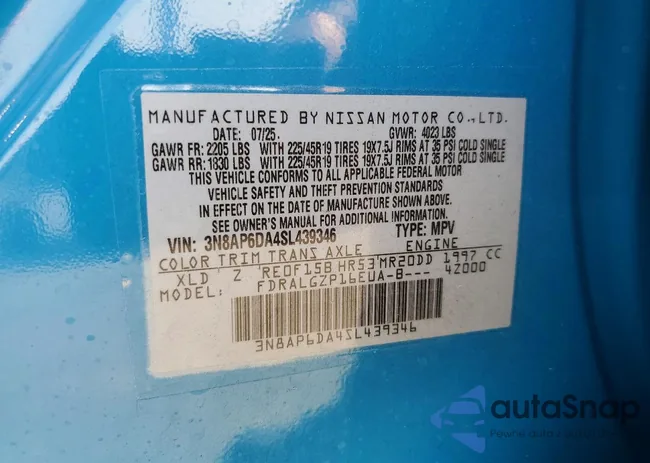 MANUFACTURED BY NISSAN MOTOR CO.,LTD.
DATE: 07/25. GVWR: 4023 LBS
GAWR FR: 2205 LBS WITH 225/45R19 TIRES 19X7.5J RIMS AT 35 PSI COLD SINGLE
GAWR RR: 1830 LBS WITH 225/45R19 TIRES 19X7.5J RIMS AT 35 PSI COLD SINGLE
THIS VEHICLE CONFORMS TO ALL APPLICABLE FEDERAL MOTOR
VEHICLE SAFETY AND THEFT PREVENTION STANDARDS
IN EFFECT ON THE DATE OF MANUFACTURE SHOWN ABOVE.
SEE OWNER'S MANUAL FOR ADDITIONAL INFORMATION.
VIN: 3N8AP6DA4SL439346 TYPE: MPV
COLOR TRIM TRANS AXLE ENGINE
XLD Z RE0F15B HR53 MR20DD 1997 CC
MODEL: FDRALGZP16EUA-B--- 4Z000
3N8AP6DA4SL439346
autoSnap